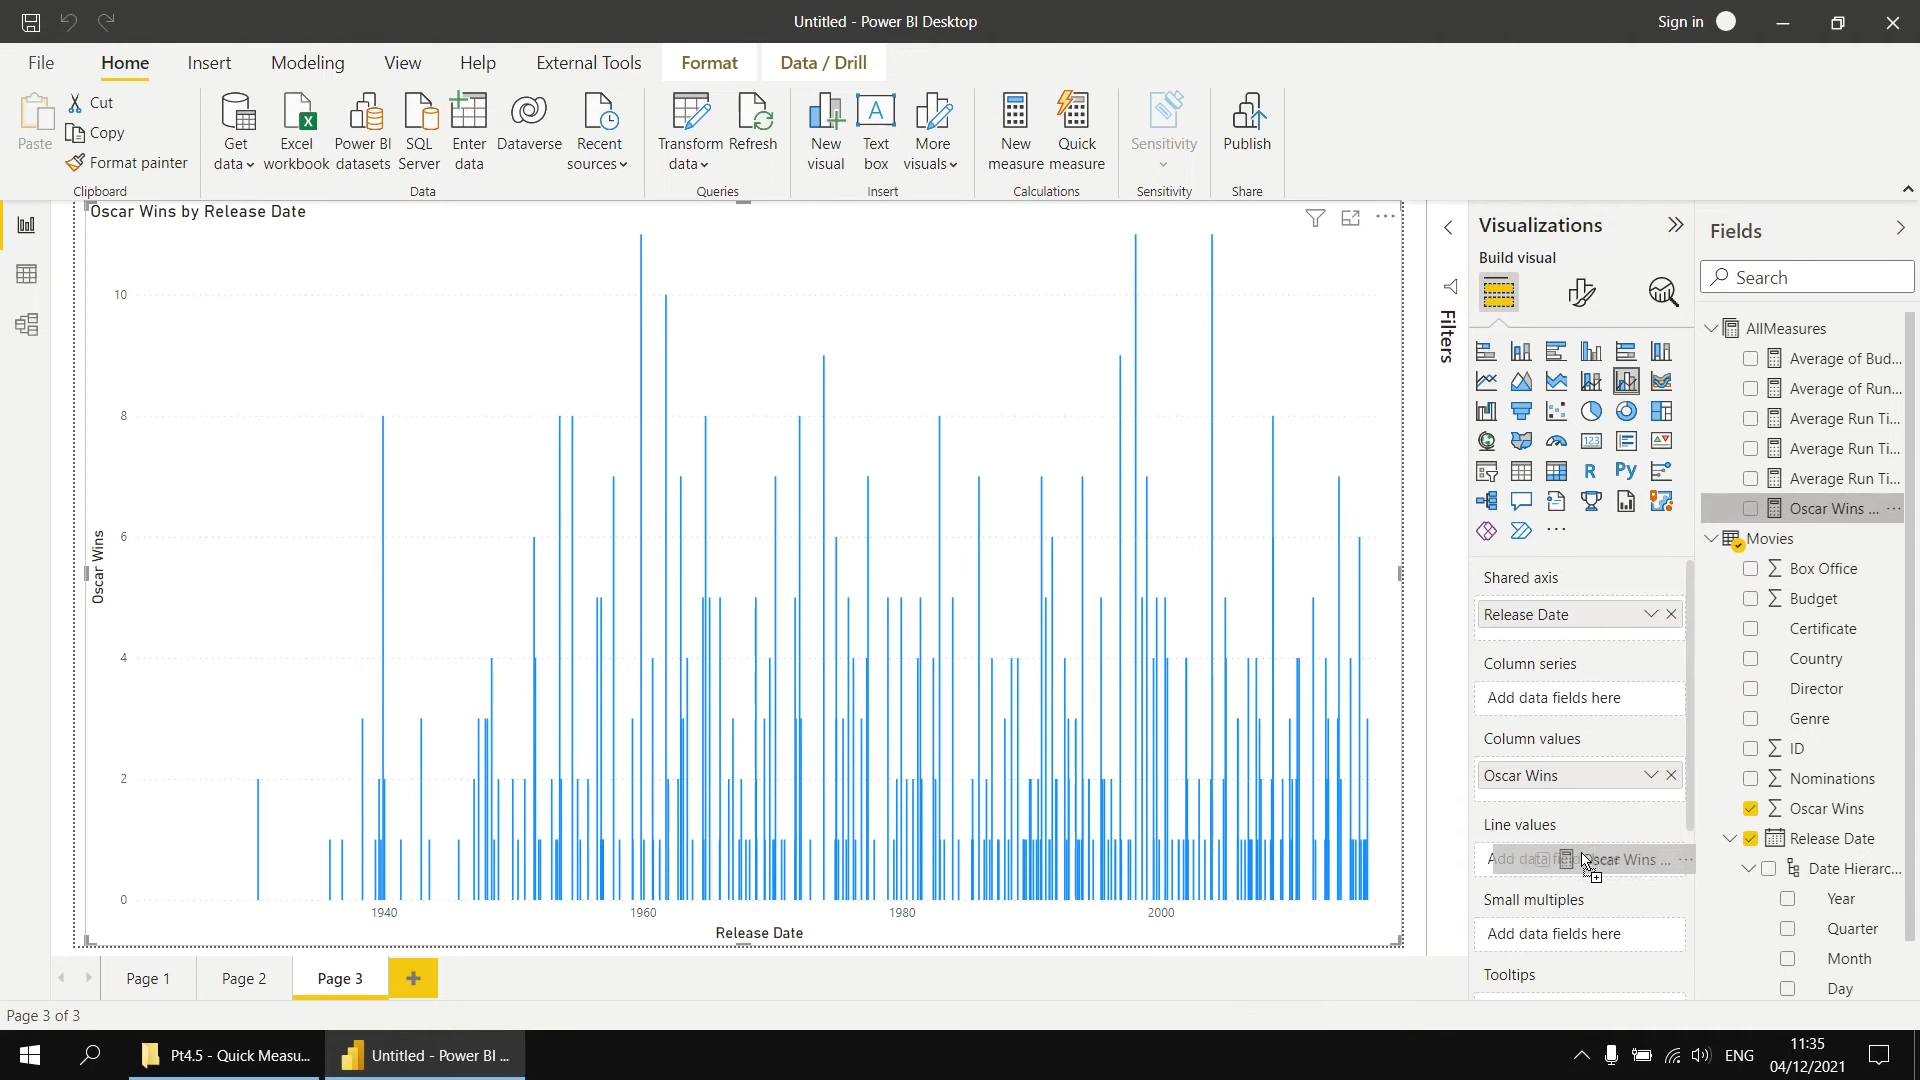 Untitled - Power BI Desktop
Sign in
File
Home
Insert
Modeling
View
Help
External Tools
Format
Data / Drill
Paste
Cut
Copy
Format painter
Clipboard
Get data
Excel workbook
Power BI datasets
SQL Server
Enter data
Dataverse
Recent sources
Data
Transform data
Refresh
Queries
New visual
Text box
More visuals
Insert
New measure
Quick measure
Calculations
Sensitivity
Sensitivity
Publish
Share
Oscar Wins by Release Date
10
8
6
4
2
0
Oscar Wins
1940
1960
1980
2000
Release Date
Filters
Visualizations
Build visual
123
R
Py
Shared axis
Release Date
Column series
Add data fields here
Column values
Oscar Wins
Line values
Oscar Wins ...
Small multiples
Add data fields here
Tooltips
Fields
Search
AllMeasures
Average of Bud...
Average of Run...
Average Run Ti...
Average Run Ti...
Average Run Ti...
Oscar Wins ...
Movies
Box Office
Budget
Certificate
Country
Director
Genre
ID
Nominations
Oscar Wins
Release Date
Date Hierarc...
Year
Quarter
Month
Day
Page 1
Page 2
Page 3
Page 3 of 3
Pt4.5 - Quick Measu...
Untitled - Power BI ...
ENG
11:35
04/12/2021